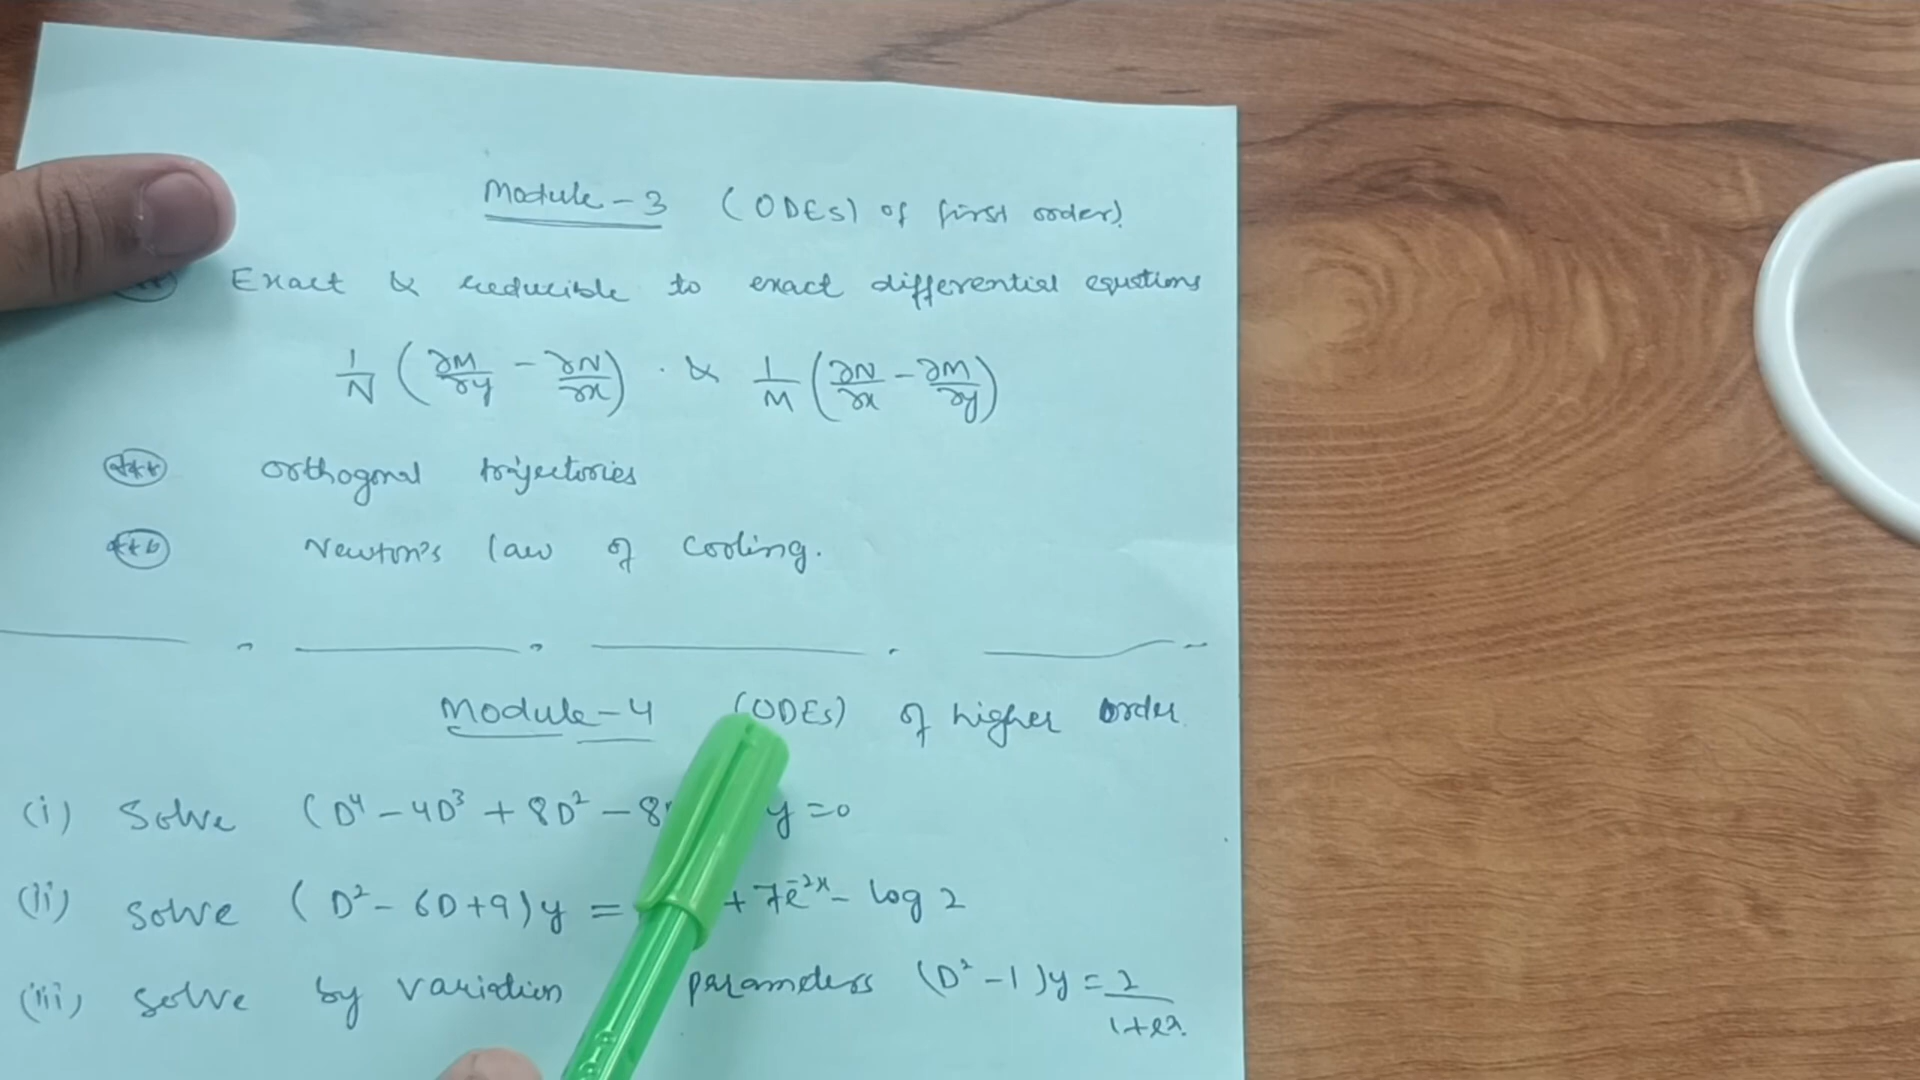 Module-3 (ODEs) of first order).
Exact & reducible to exact differential equations
1/N (∂M/∂y - ∂N/∂x) . & 1/M (∂N/∂x - ∂M/∂y)
*** orthogonal trajectories
*** Newton's law of cooling.
Module-4 (ODEs) of higher order
(i) Solve (D⁴ - 4D³ + 8D² - 8 y = 0
(ii) solve (D² - 6D + 9)y = + 7e⁻²ˣ - log 2
(iii) solve by variation parameters (D² - 1)y = 2/1+eˣ.